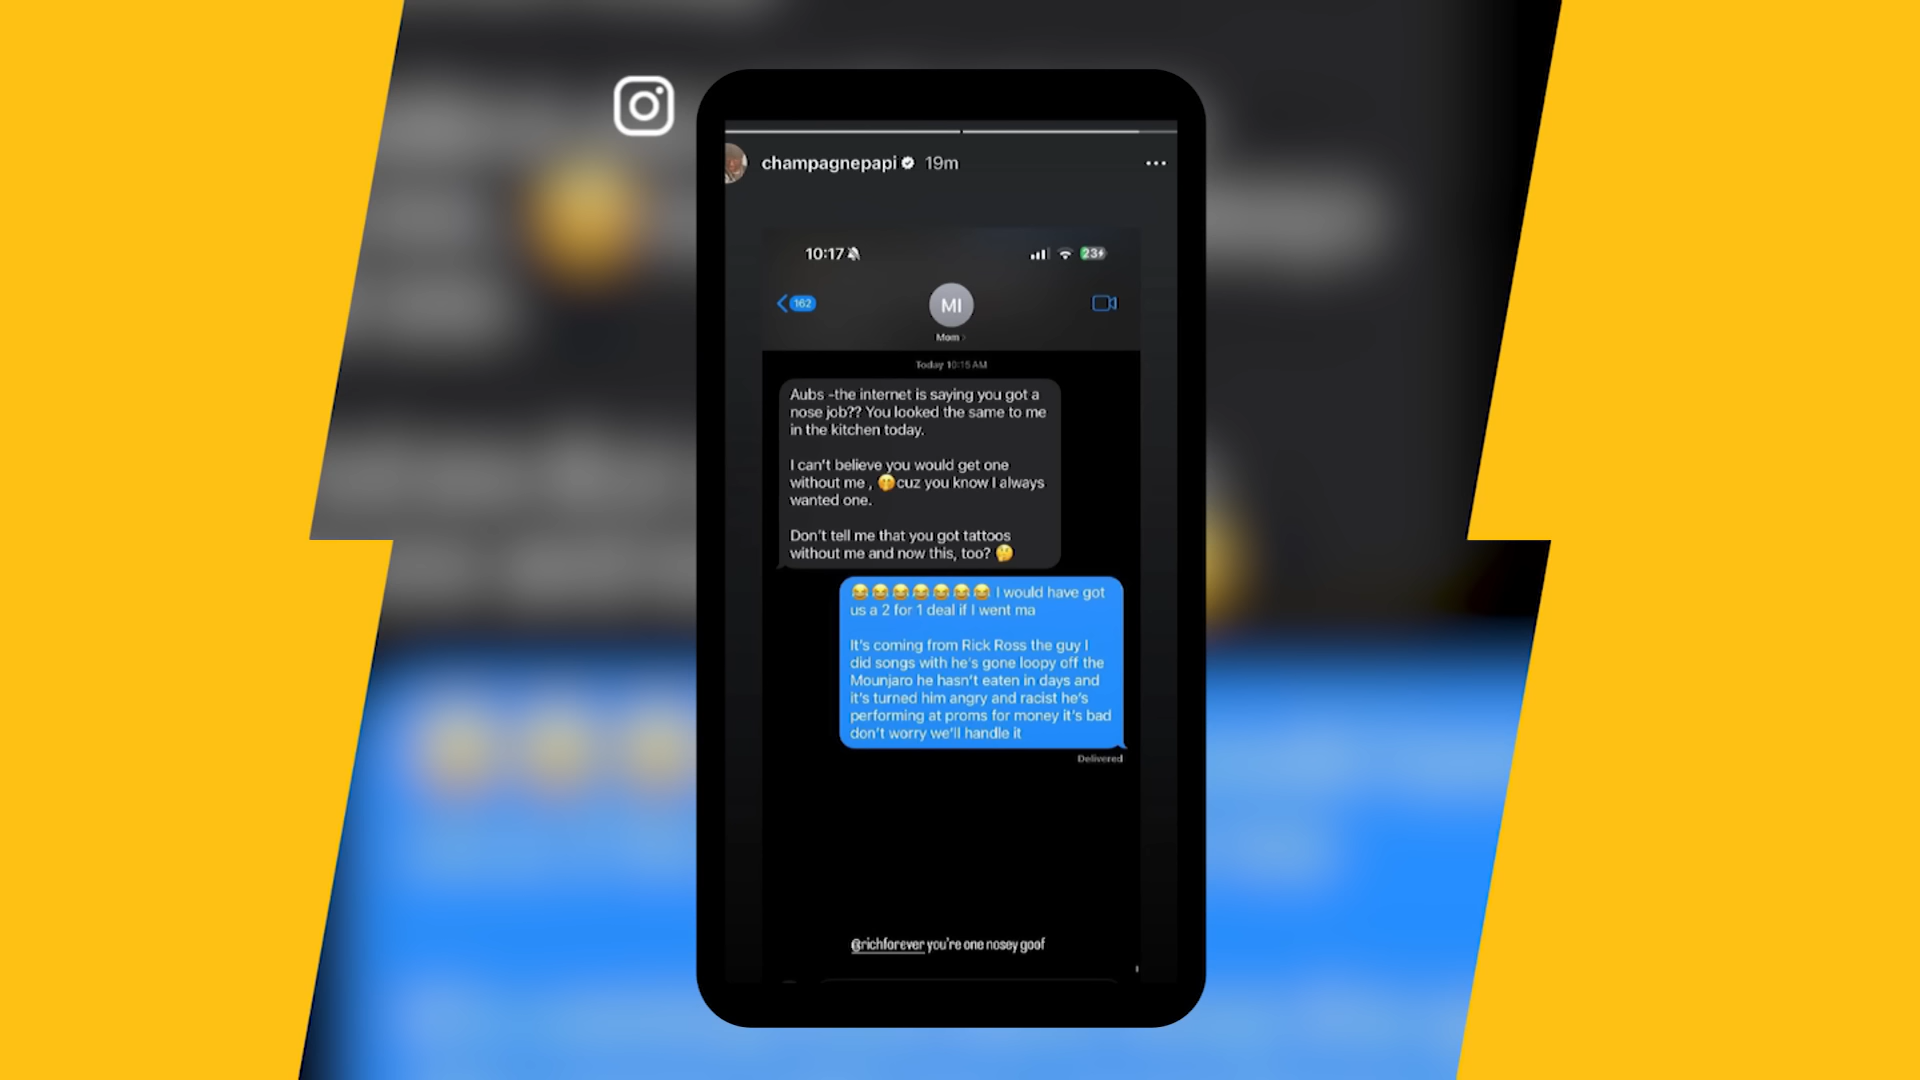 champagnepapi 19m
10:17
23
162
MI
Mom
Today 10:15 AM
Aubs -the internet is saying you got a
nose job?? You looked the same to me
in the kitchen today.
I can't believe you would get one
without me , 🤭cuz you know I always
wanted one.
Don't tell me that you got tattoos
without me and now this, too? 🤔
😂😂😂😂😂😂😂 I would have got
us a 2 for 1 deal if I went ma
It's coming from Rick Ross the guy I
did songs with he's gone loopy off the
Mounjaro he hasn't eaten in days and
it's turned him angry and racist he's
performing at proms for money it's bad
don't worry we'll handle it
Delivered
@richforever you're one nosey goof